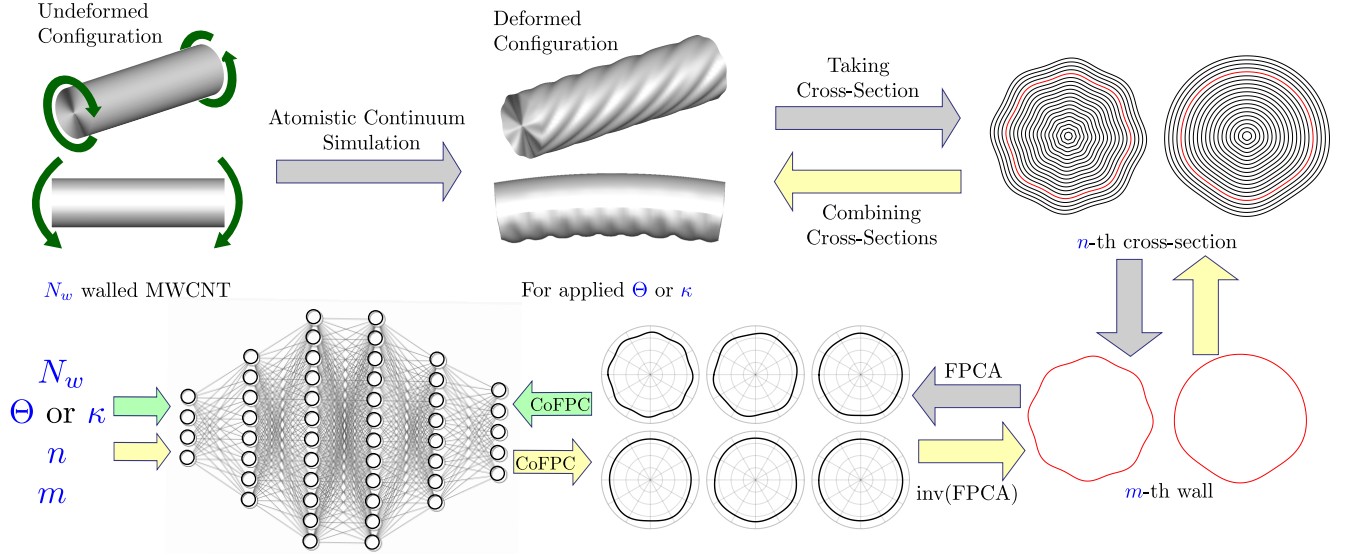 Undeformed
Configuration
Deformed
Configuration
Atomistic Continuum
Simulation
Taking
Cross-Section
Combining
Cross-Sections
n-th cross-section
N_w walled MWCNT
For applied Θ or κ
N_w
Θ or κ
n
m
CoFPC
CoFPC
FPCA
inv(FPCA)
m-th wall